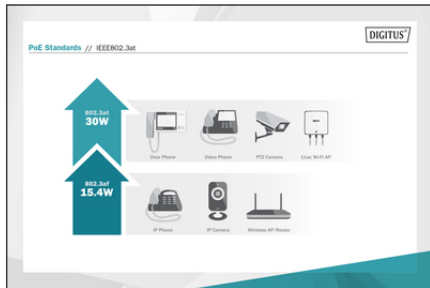 DIGITUS®
PoE Standards // IEEE802.3at
802.3at
30W
Door Phone
Video Phone
PTZ Camera
11ac Wi-Fi AP
802.3af
15.4W
IP Phone
IP Camera
Wireless AP/Router